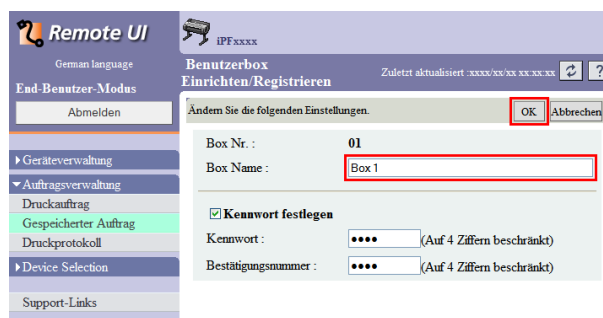 Remote UI
German language
End-Benutzer-Modus
Abmelden
Geräteverwaltung
Auftragsverwaltung
Druckauftrag
Gespeicherter Auftrag
Druckprotokoll
Device Selection
Support-Links
iPFxxxx
Benutzerbox
Einrichten/Registrieren
Zuletzt aktualisiert :xxxx/xx/xx xx:xx:xx
?
Ändern Sie die folgenden Einstellungen.
OK
Abbrechen
Box Nr. : 01
Box Name : Box 1
Kennwort festlegen
Kennwort : •••• (Auf 4 Ziffern beschränkt)
Bestätigungsnummer : •••• (Auf 4 Ziffern beschränkt)